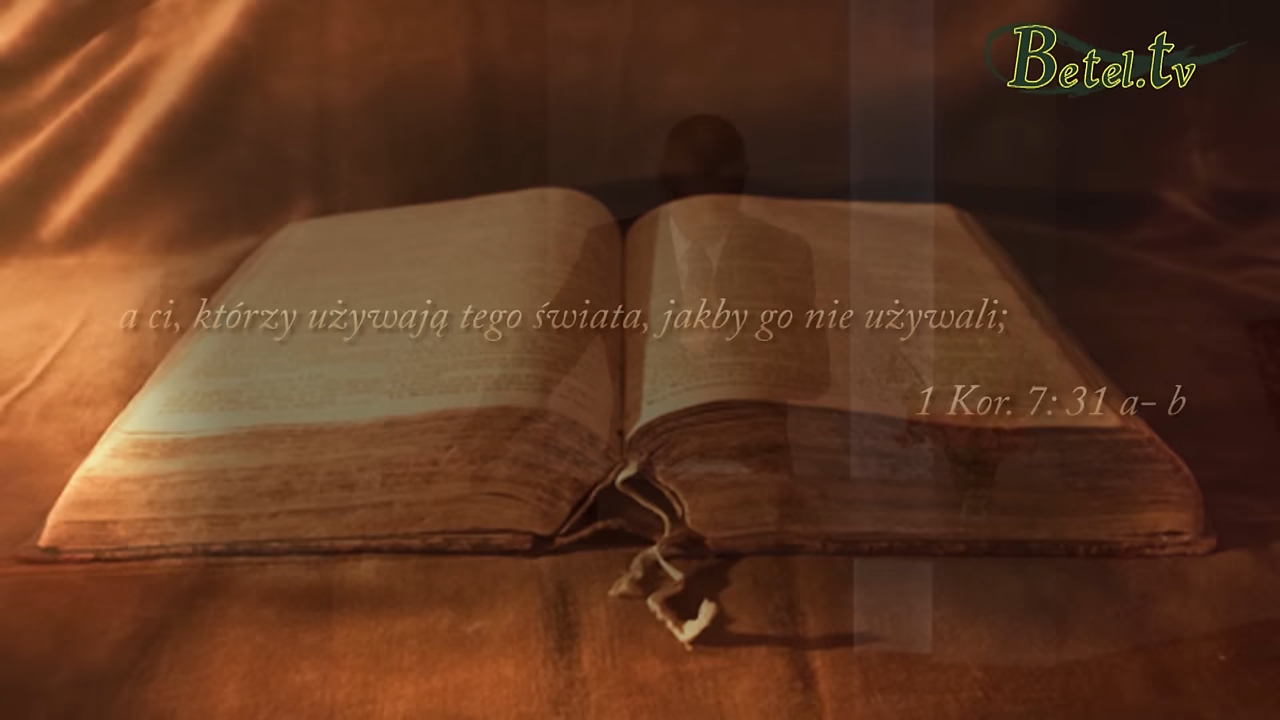 Betel.tv
a ci, którzy używają tego świata, jakby go nie używali;
1 Kor. 7: 31 a- b